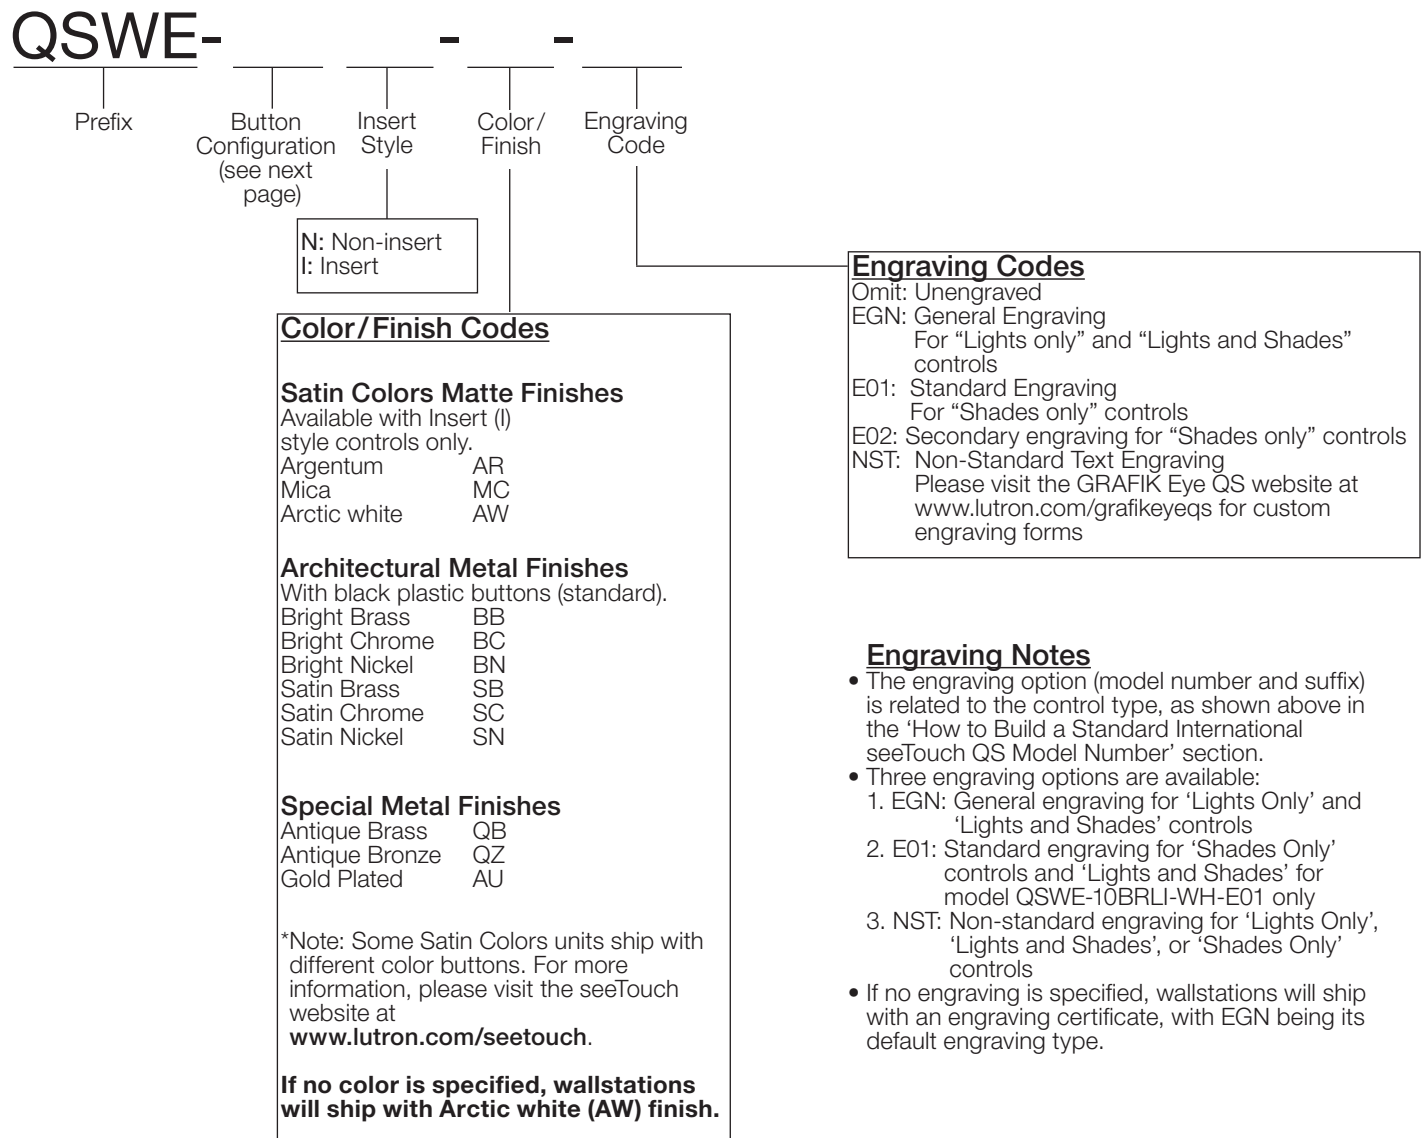 QSWE- - -
Prefix
Button
Configuration
(see next
page)
Insert
Style
Color/
Finish
Engraving
Code
N: Non-insert
I: Insert
Color/Finish Codes
Satin Colors Matte Finishes
Available with Insert (I)
style controls only.
Argentum AR
Mica MC
Arctic white AW
Architectural Metal Finishes
With black plastic buttons (standard).
Bright Brass BB
Bright Chrome BC
Bright Nickel BN
Satin Brass SB
Satin Chrome SC
Satin Nickel SN
Special Metal Finishes
Antique Brass QB
Antique Bronze QZ
Gold Plated AU
*Note: Some Satin Colors units ship with
different color buttons. For more
information, please visit the seeTouch
website at
www.lutron.com/seetouch.
If no color is specified, wallstations
will ship with Arctic white (AW) finish.
Engraving Codes
Omit: Unengraved
EGN: General Engraving
For “Lights only” and “Lights and Shades”
controls
E01: Standard Engraving
For “Shades only” controls
E02: Secondary engraving for “Shades only” controls
NST: Non-Standard Text Engraving
Please visit the GRAFIK Eye QS website at
www.lutron.com/grafikeyeqs for custom
engraving forms
Engraving Notes
• The engraving option (model number and suffix)
is related to the control type, as shown above in
the ‘How to Build a Standard International
seeTouch QS Model Number’ section.
• Three engraving options are available:
1. EGN: General engraving for ‘Lights Only’ and
‘Lights and Shades’ controls
2. E01: Standard engraving for ‘Shades Only’
controls and ‘Lights and Shades’ for
model QSWE-10BRLI-WH-E01 only
3. NST: Non-standard engraving for ‘Lights Only’,
‘Lights and Shades’, or ‘Shades Only’
controls
• If no engraving is specified, wallstations will ship
with an engraving certificate, with EGN being its
default engraving type.